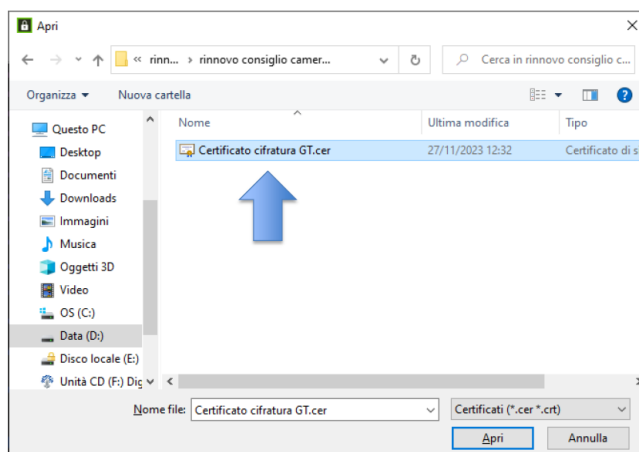 Apri
« rinn... › rinnovo consiglio camer...
Cerca in rinnovo consiglio c...
Organizza
Nuova cartella
?
Nome
Ultima modifica
Tipo
Certificato cifratura GT.cer
27/11/2023 12:32
Certificato di s
Questo PC
Desktop
Documenti
Downloads
Immagini
Musica
Oggetti 3D
Video
OS (C:)
Data (D:)
Disco locale (E:)
Unità CD (F:) Dig
Nome file:
Certificato cifratura GT.cer
Certificati (*.cer *.crt)
Apri
Annulla